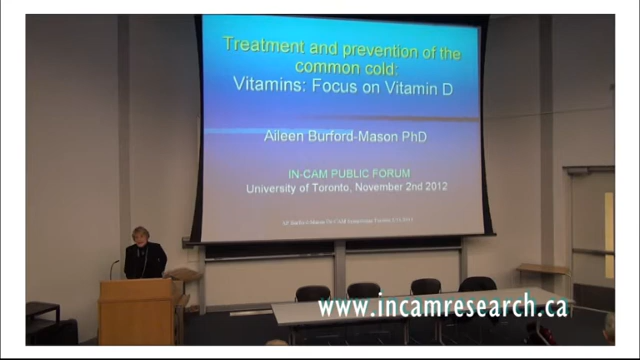 Treatment and prevention of the
common cold:
Vitamins: Focus on Vitamin D
Aileen Burford-Mason PhD
IN-CAM PUBLIC FORUM
University of Toronto, November 2nd 2012
www.incamresearch.ca